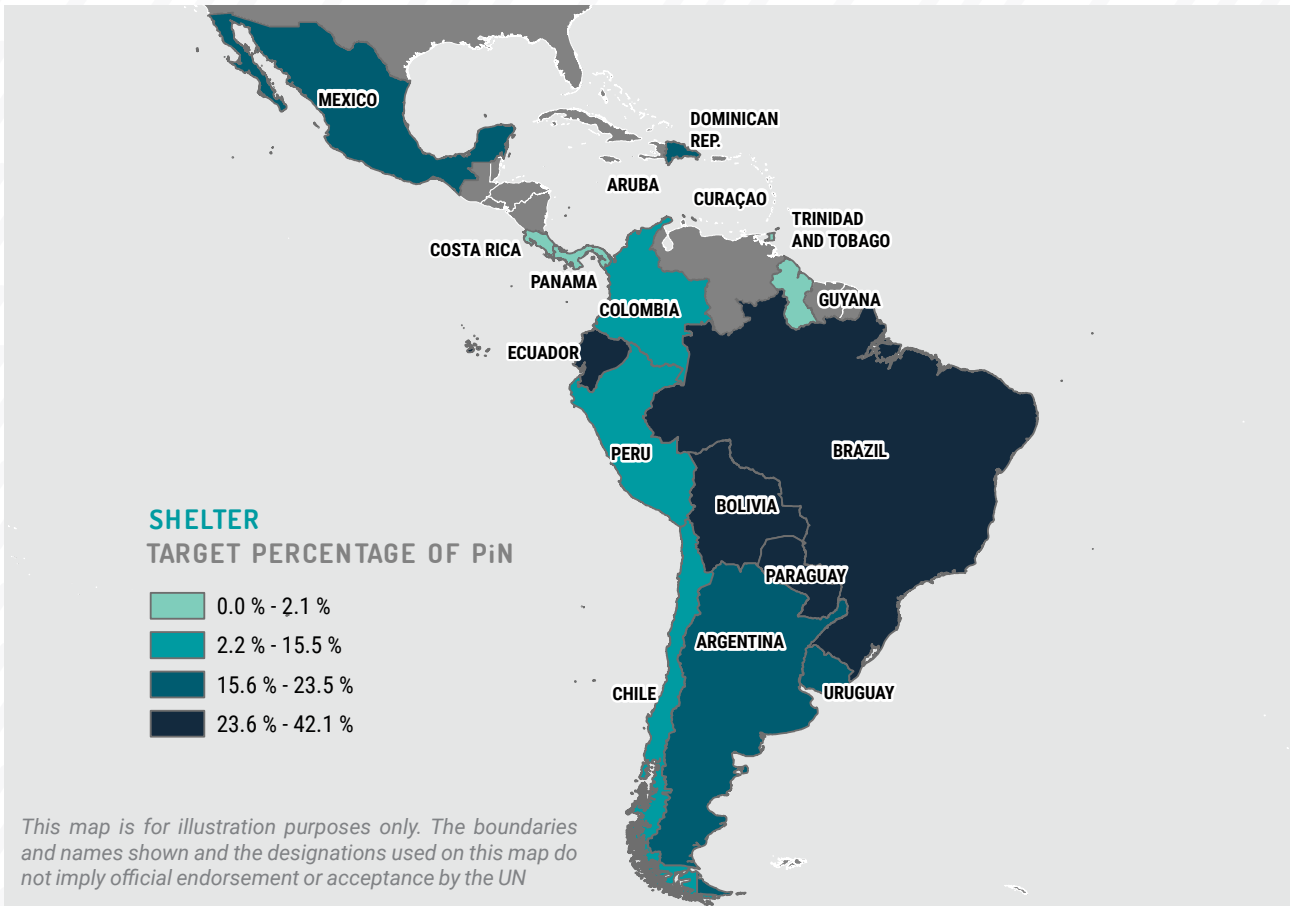 MEXICO
DOMINICAN
REP.
ARUBA
CURAÇAO
TRINIDAD
AND TOBAGO
COSTA RICA
PANAMA
GUYANA
COLOMBIA
ECUADOR
PERU
BRAZIL
BOLIVIA
PARAGUAY
ARGENTINA
CHILE
URUGUAY
SHELTER
TARGET PERCENTAGE OF PiN
0.0 % - 2.1 %
2.2 % - 15.5 %
15.6 % - 23.5 %
23.6 % - 42.1 %
This map is for illustration purposes only. The boundaries
and names shown and the designations used on this map do
not imply official endorsement or acceptance by the UN